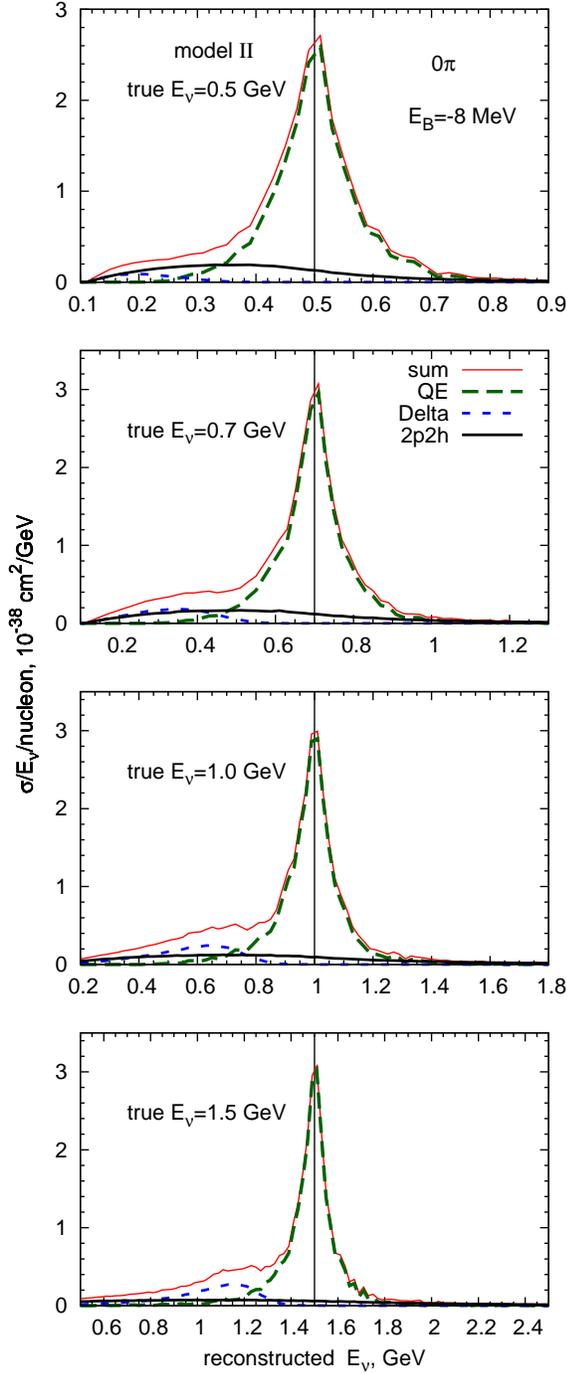 3
model II
0π
true Eν=0.5 GeV
2
EB=-8 MeV
1
0
0.1 0.2 0.3 0.4 0.5 0.6 0.7 0.8 0.9
sum
3
QE
Delta
true Eν=0.7 GeV
2p2h
2
1
0
0.2 0.4 0.6 0.8 1 1.2
σ/Eν/nucleon, 10-38 cm2/GeV
3
true Eν=1.0 GeV
2
1
0
0.2 0.4 0.6 0.8 1 1.2 1.4 1.6 1.8
3
true Eν=1.5 GeV
2
1
0
0.6 0.8 1 1.2 1.4 1.6 1.8 2 2.2 2.4
reconstructed Eν, GeV